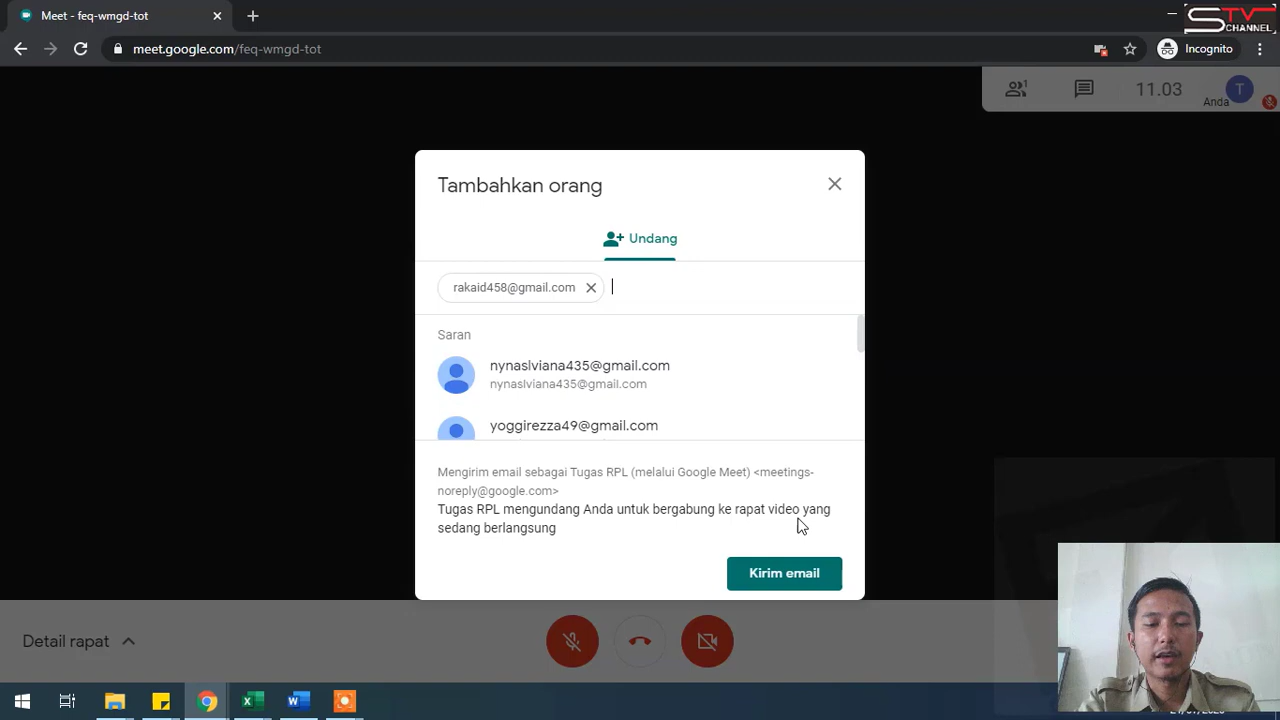 Meet - feq-wmgd-tot
STV
CHANNEL
meet.google.com/feq-wmgd-tot
Incognito
1
11.03
Anda
T
Tambahkan orang
Undang
rakaid458@gmail.com
Saran
nynaslviana435@gmail.com
nynaslviana435@gmail.com
yoggirezza49@gmail.com
Mengirim email sebagai Tugas RPL (melalui Google Meet) <meetings-
noreply@google.com>
Tugas RPL mengundang Anda untuk bergabung ke rapat video yang
sedang berlangsung
Kirim email
Detail rapat